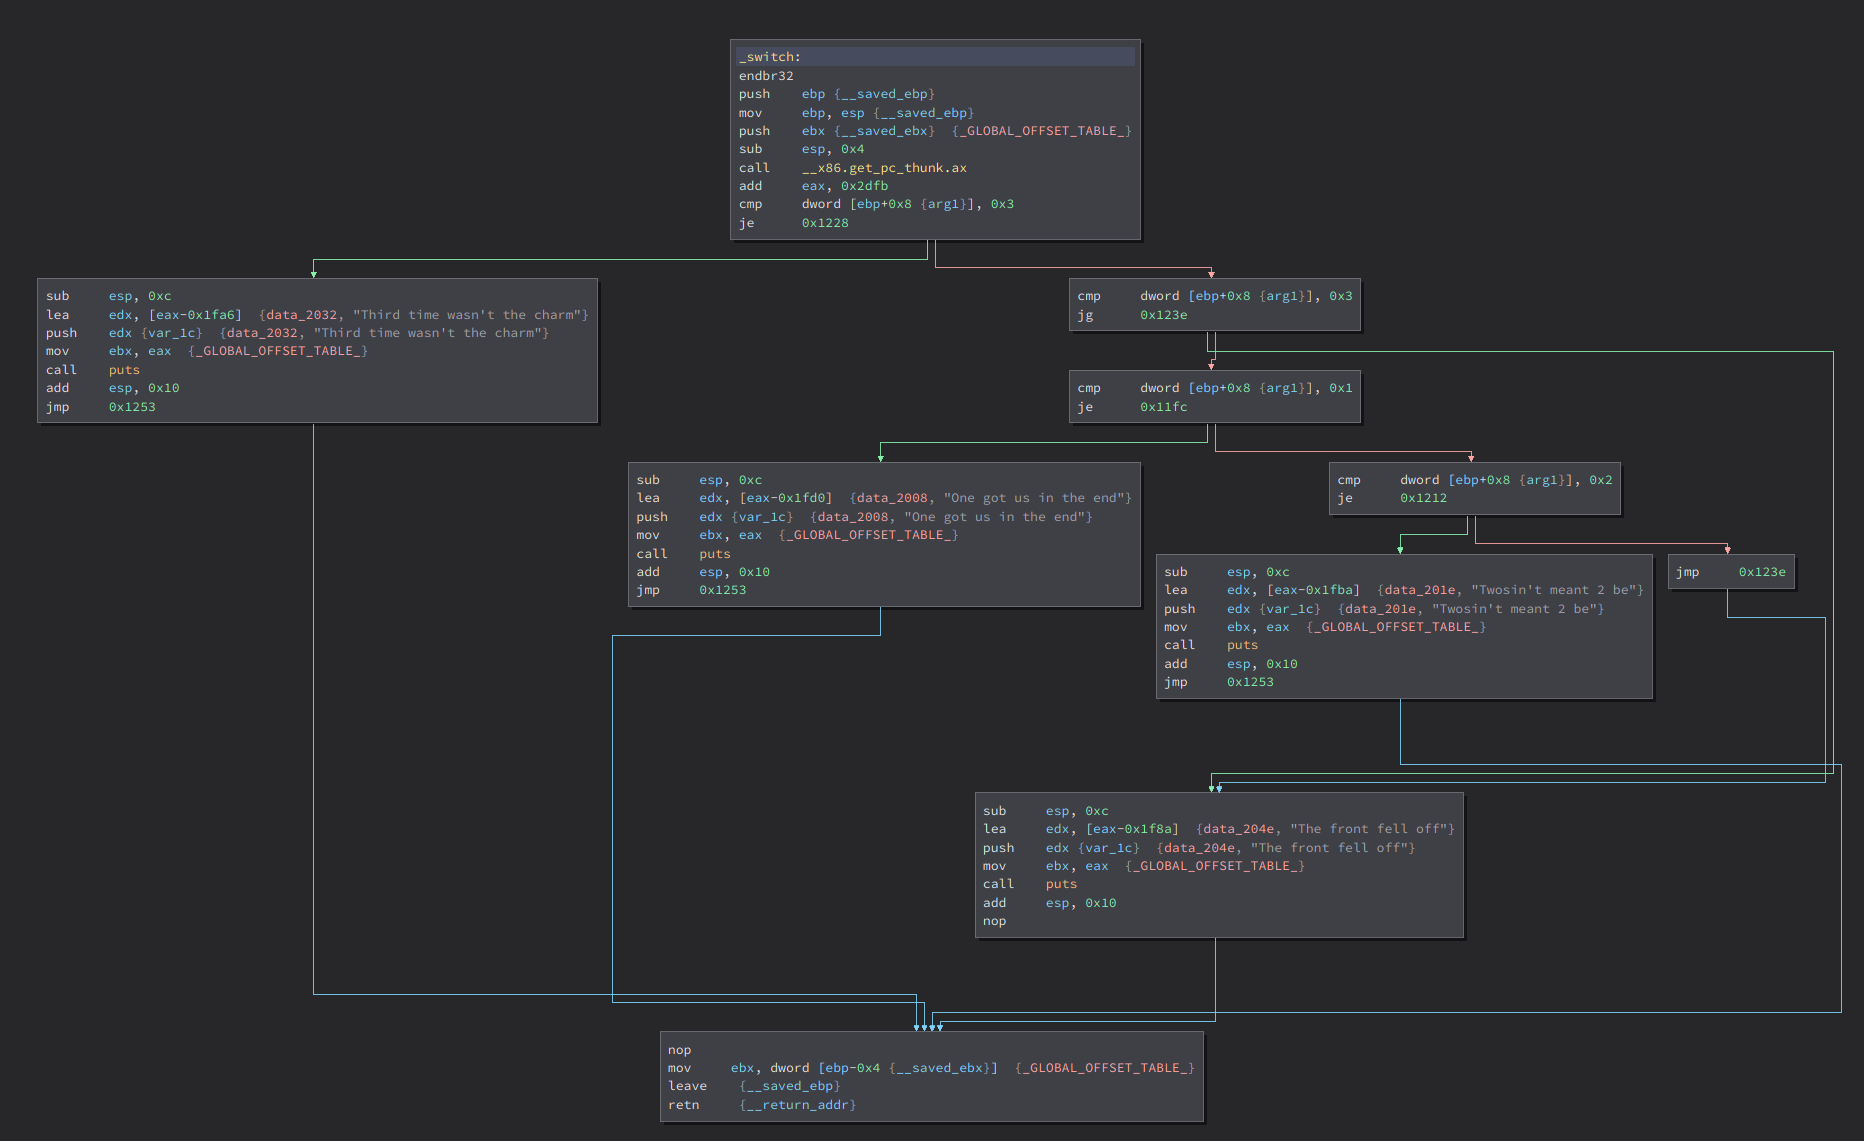 _switch:
endbr32
push ebp {__saved_ebp}
mov ebp, esp {__saved_ebp}
push ebx {__saved_ebx} {_GLOBAL_OFFSET_TABLE_}
sub esp, 0x4
call __x86.get_pc_thunk.ax
add eax, 0x2dfb
cmp dword [ebp+0x8 {arg1}], 0x3
je 0x1228
sub esp, 0xc
lea edx, [eax-0x1fa6] {data_2032, "Third time wasn't the charm"}
push edx {var_1c} {data_2032, "Third time wasn't the charm"}
mov ebx, eax {_GLOBAL_OFFSET_TABLE_}
call puts
add esp, 0x10
jmp 0x1253
cmp dword [ebp+0x8 {arg1}], 0x3
jg 0x123e
cmp dword [ebp+0x8 {arg1}], 0x1
je 0x11fc
sub esp, 0xc
lea edx, [eax-0x1fd0] {data_2008, "One got us in the end"}
push edx {var_1c} {data_2008, "One got us in the end"}
mov ebx, eax {_GLOBAL_OFFSET_TABLE_}
call puts
add esp, 0x10
jmp 0x1253
cmp dword [ebp+0x8 {arg1}], 0x2
je 0x1212
sub esp, 0xc
lea edx, [eax-0x1fba] {data_201e, "Twosin't meant 2 be"}
push edx {var_1c} {data_201e, "Twosin't meant 2 be"}
mov ebx, eax {_GLOBAL_OFFSET_TABLE_}
call puts
add esp, 0x10
jmp 0x1253
jmp 0x123e
sub esp, 0xc
lea edx, [eax-0x1f8a] {data_204e, "The front fell off"}
push edx {var_1c} {data_204e, "The front fell off"}
mov ebx, eax {_GLOBAL_OFFSET_TABLE_}
call puts
add esp, 0x10
nop
nop
mov ebx, dword [ebp-0x4 {__saved_ebx}] {_GLOBAL_OFFSET_TABLE_}
leave {__saved_ebp}
retn {__return_addr}